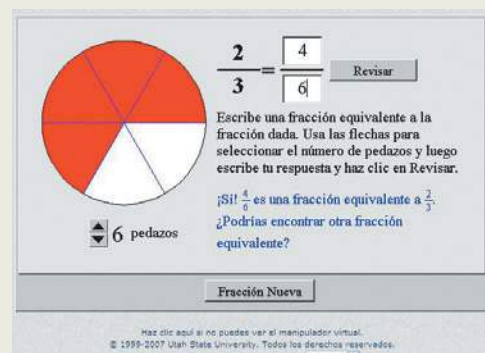 2/3 = 4/6
Revisar
Escribe una fracción equivalente a la
fracción dada. Usa las flechas para
seleccionar el número de pedazos y luego
escribe tu respuesta y haz clic en Revisar.
¡Sí! 4/6 es una fracción equivalente a 2/3.
¿Podrías encontrar otra fracción
equivalente?
6 pedazos
Fracción Nueva
Haz clic aquí si no puedes ver el manipulador virtual.
© 1999-2007 Utah State University. Todos los derechos reservados.